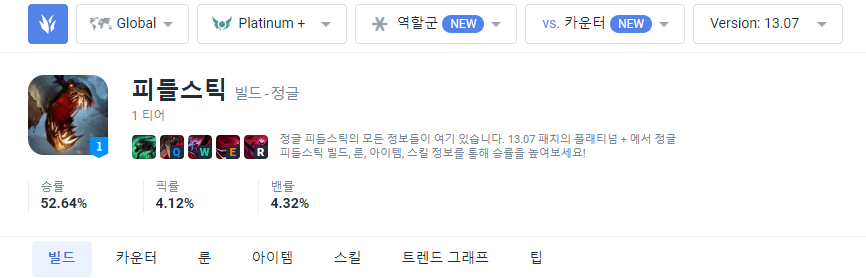 Global Platinum + 역할군 NEW vs. 카운터 NEW Version: 13.07
피들스틱 빌드 - 정글
1 티어
1
Q W E R
정글 피들스틱의 모든 정보들이 여기 있습니다. 13.07 패치의 플래티넘 + 에서 정글
피들스틱 빌드, 룬, 아이템, 스킬 정보를 통해 승률을 높여보세요!
승률 픽률 밴률
52.64% 4.12% 4.32%
빌드 카운터 룬 아이템 스킬 트렌드 그래프 팁